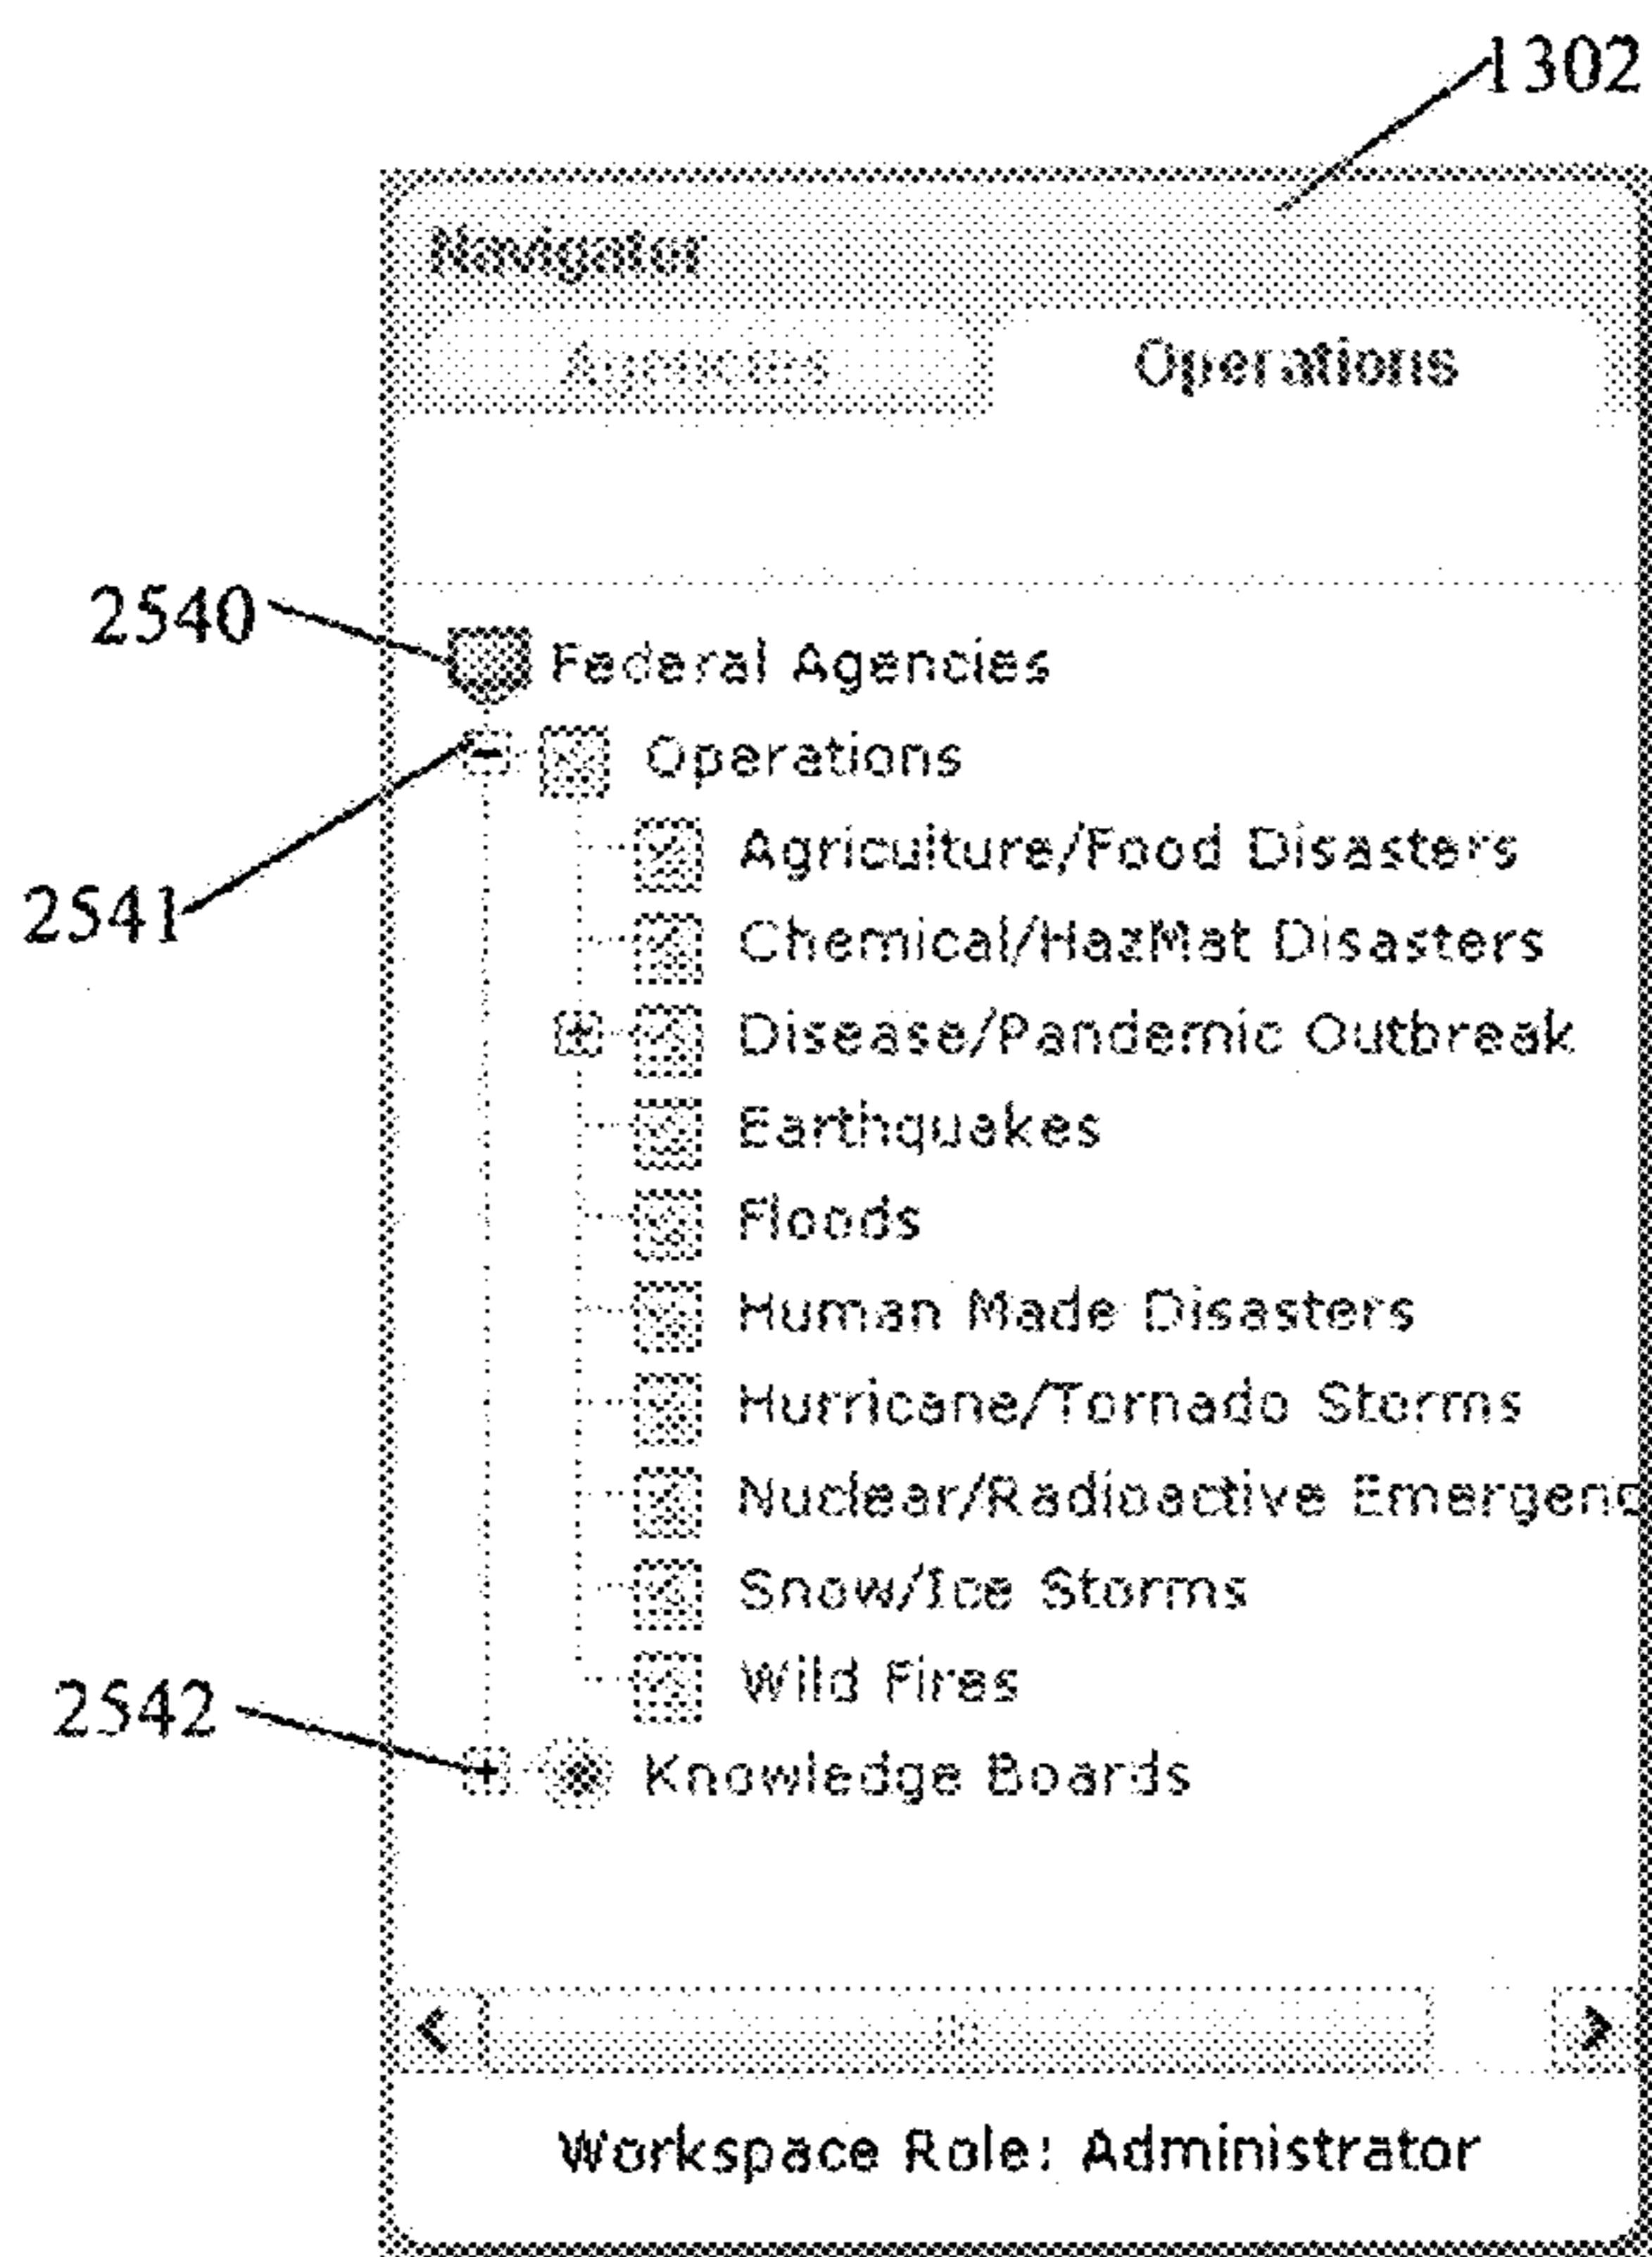 1302
Navigator
Agencies
Operations
2540
Federal Agencies
Operations
Agriculture/Food Disasters
2541
Chemical/HazMat Disasters
Disease/Pandemic Outbreak
Earthquakes
Floods
Human Made Disasters
Hurricane/Tornado Storms
Nuclear/Radioactive Emergenc
Snow/Ice Storms
Wild Fires
2542
Knowledge Boards
Workspace Role: Administrator